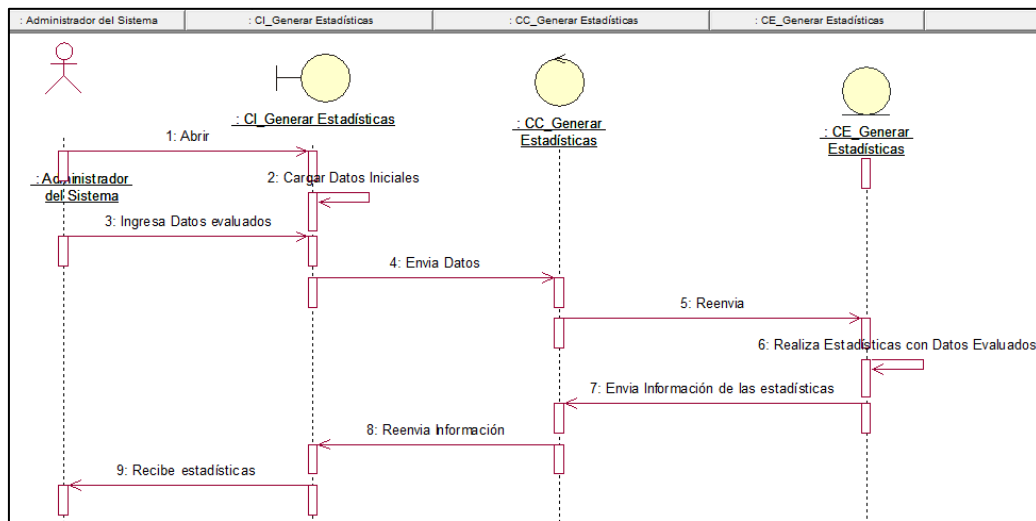 : Administrador del Sistema
: CI_Generar Estadísticas
: CC_Generar Estadísticas
: CE_Generar Estadísticas
: CI_Generar Estadísticas
: CC_Generar
Estadísticas
: CE_Generar
Estadísticas
1: Abrir
: Administrador
del Sistema
2: Cargar Datos Iniciales
3: Ingresa Datos evaluados
4: Envia Datos
5: Reenvia
6: Realiza Estadísticas con Datos Evaluados
7: Envia Información de las estadísticas
8: Reenvia Información
9: Recibe estadísticas